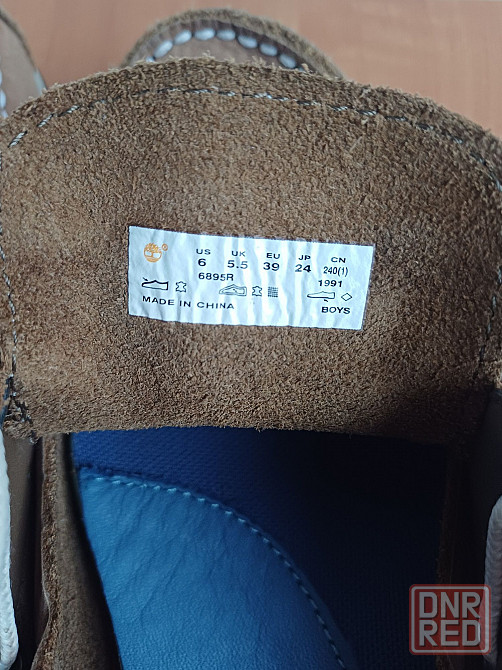 US UK EU JP CN
6 5.5 39 24 240(1)
6895R 1991
MADE IN CHINA BOYS
DNR
RED